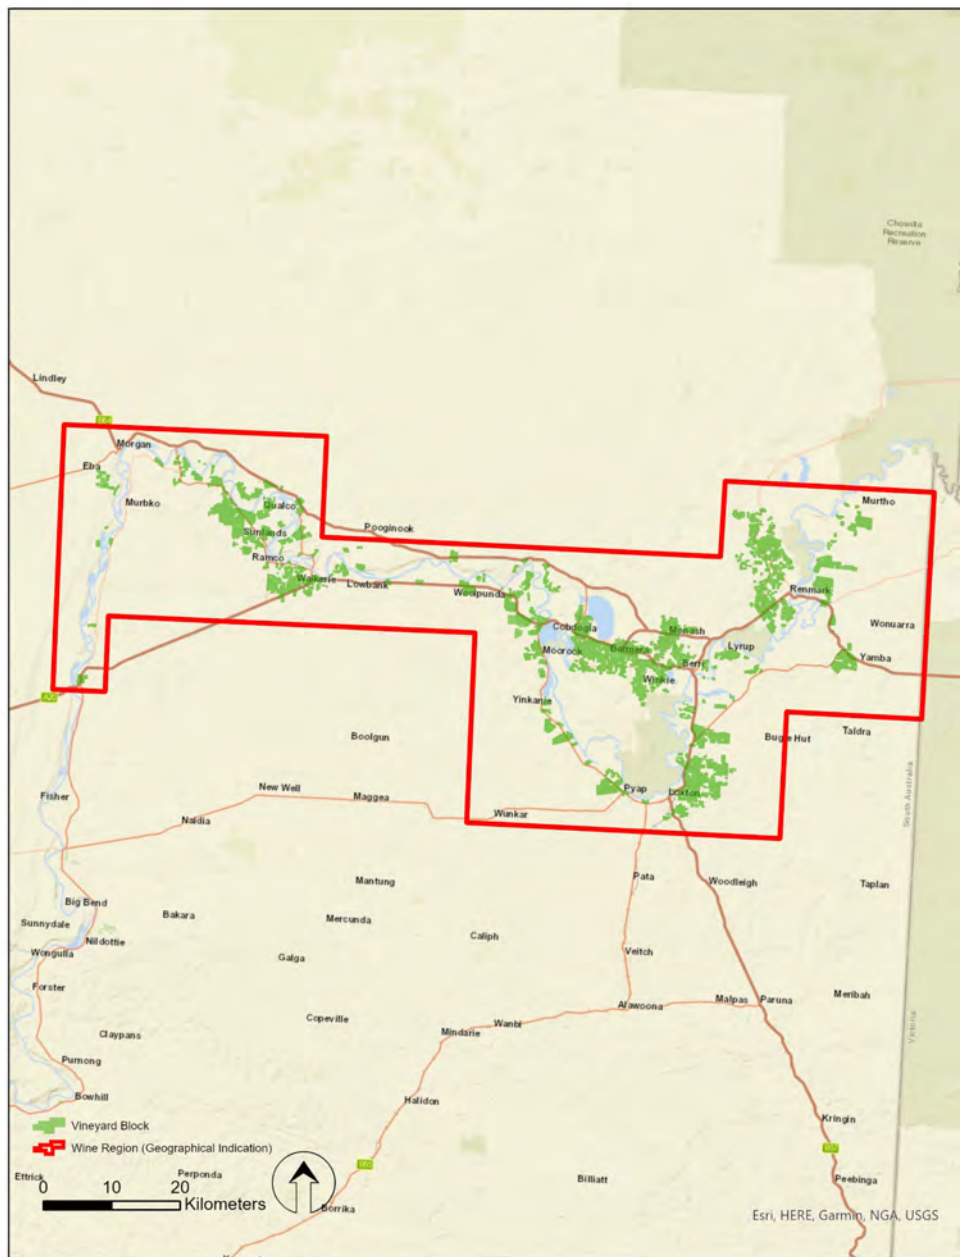 Chowilla
Recreation
Reserve
Lindley
Morgan
Eba
Murtho
Murbko
Qualco
Pooginook
Sunlands
Ramco
Waikerie
Lowbank
Woolpunda
Renmark
Cobdogla
Monash
Wonuarra
Moorook
Barmera
Lyrup
Berri
Yamba
Winkie
A20
Yinkanie
Boolgun
Bugle Hut
Taldra
New Well
Maggea
Pyap
Loxton
Fisher
Wunkar
Naidia
South Australia
Pata
Woodleigh
Taplan
Mantung
Big Bend
Bakara
Mercunda
Sunnydale
Caliph
Nildottie
Wongulla
Galga
Veitch
Forster
Meribah
Malpas
Paruna
Alawoona
Copeville
Wanbi
Mindarie
Claypans
Victoria
Purnong
Bowhill
Halidon
Kringin
Vineyard Block
Wine Region (Geographical Indication)
Perponda
Ettrick
Billiatt
Peebinga
0 10 20
Kilometers
Borrika
Esri, HERE, Garmin, NGA, USGS